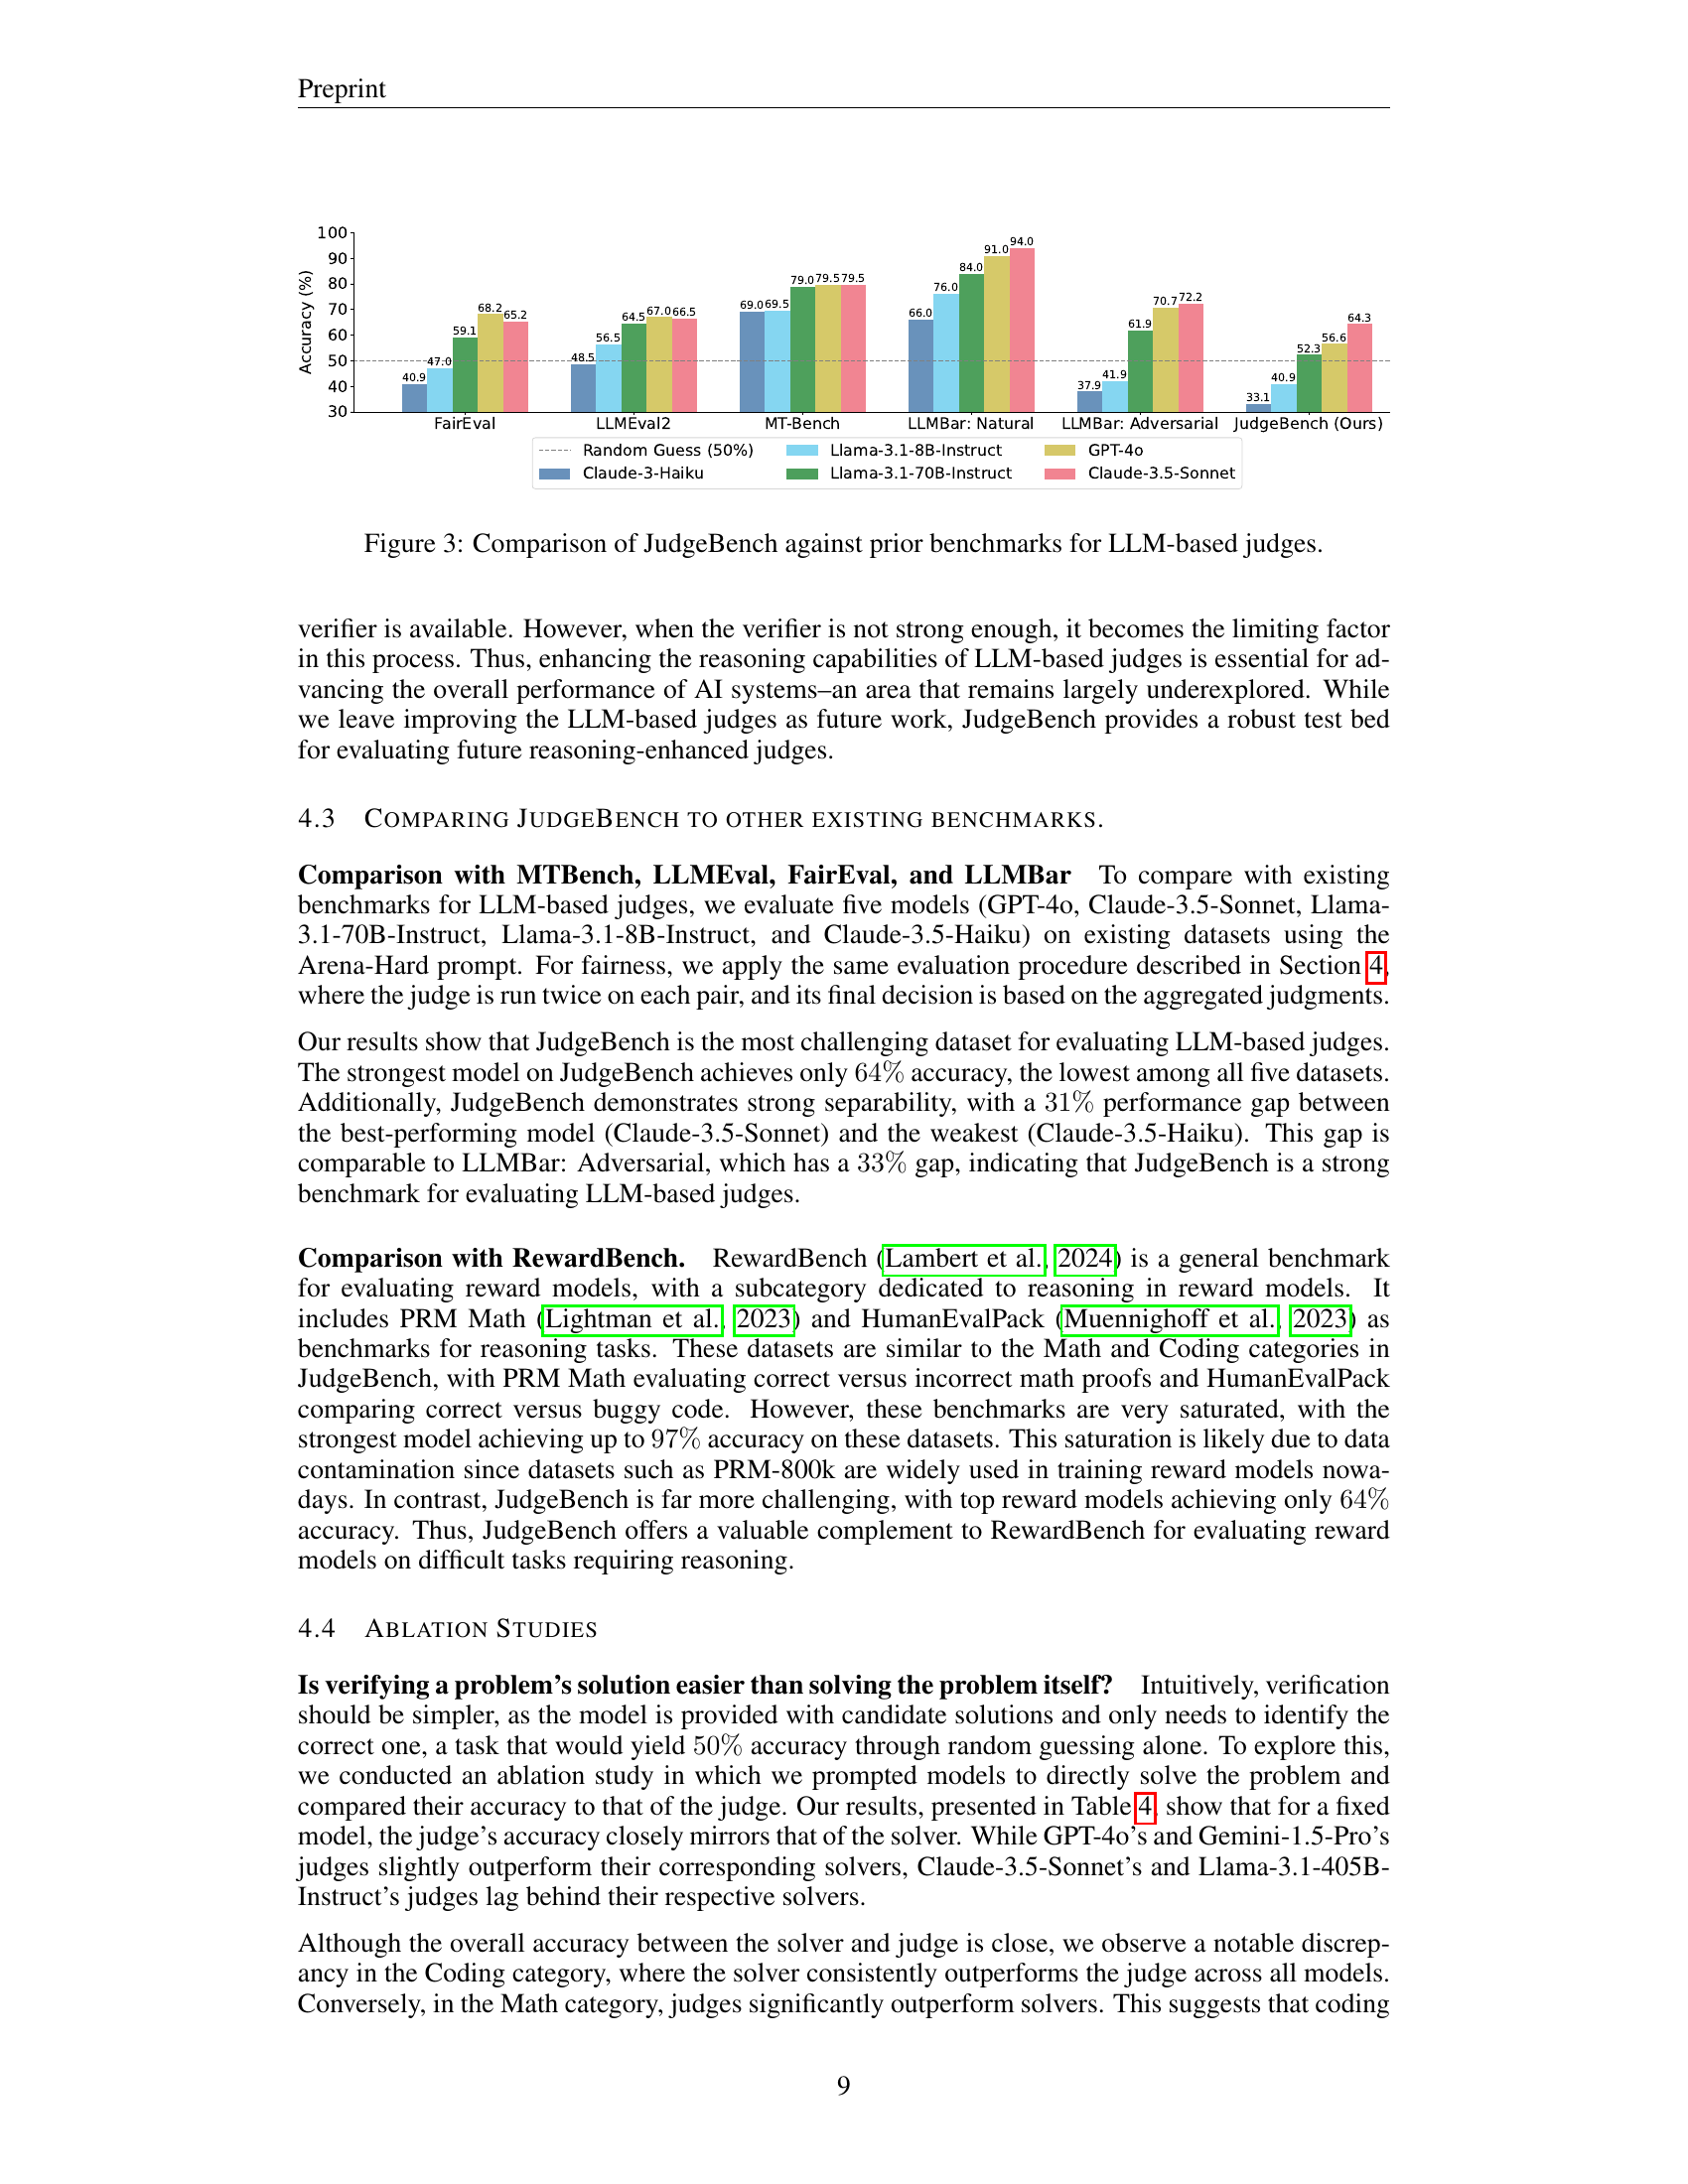 Preprint
100
90
80
70
60
50
40
30
Accuracy (%)
40.9 47.0 59.1 68.2 65.2
48.5 56.5 64.5 67.0 66.5
69.0 69.5 79.0 79.5 79.5
66.0 76.0 84.0 91.0 94.0
37.9 41.9 61.9 70.7 72.2
33.1 40.9 52.3 56.6 64.3
FairEval LLMEval2 MT-Bench LLMBar: Natural LLMBar: Adversarial JudgeBench (Ours)
Random Guess (50%) Llama-3.1-8B-Instruct GPT-4o
Claude-3-Haiku Llama-3.1-70B-Instruct Claude-3.5-Sonnet
Figure 3: Comparison of JudgeBench against prior benchmarks for LLM-based judges.
verifier is available. However, when the verifier is not strong enough, it becomes the limiting factor
in this process. Thus, enhancing the reasoning capabilities of LLM-based judges is essential for ad-
vancing the overall performance of AI systems–an area that remains largely underexplored. While
we leave improving the LLM-based judges as future work, JudgeBench provides a robust test bed
for evaluating future reasoning-enhanced judges.
4.3 COMPARING JUDGEBENCH TO OTHER EXISTING BENCHMARKS.
Comparison with MTBench, LLMEval, FairEval, and LLMBar To compare with existing
benchmarks for LLM-based judges, we evaluate five models (GPT-4o, Claude-3.5-Sonnet, Llama-
3.1-70B-Instruct, Llama-3.1-8B-Instruct, and Claude-3.5-Haiku) on existing datasets using the
Arena-Hard prompt. For fairness, we apply the same evaluation procedure described in Section 4,
where the judge is run twice on each pair, and its final decision is based on the aggregated judgments.
Our results show that JudgeBench is the most challenging dataset for evaluating LLM-based judges.
The strongest model on JudgeBench achieves only 64% accuracy, the lowest among all five datasets.
Additionally, JudgeBench demonstrates strong separability, with a 31% performance gap between
the best-performing model (Claude-3.5-Sonnet) and the weakest (Claude-3.5-Haiku). This gap is
comparable to LLMBar: Adversarial, which has a 33% gap, indicating that JudgeBench is a strong
benchmark for evaluating LLM-based judges.
Comparison with RewardBench. RewardBench (Lambert et al., 2024) is a general benchmark
for evaluating reward models, with a subcategory dedicated to reasoning in reward models. It
includes PRM Math (Lightman et al., 2023) and HumanEvalPack (Muennighoff et al., 2023) as
benchmarks for reasoning tasks. These datasets are similar to the Math and Coding categories in
JudgeBench, with PRM Math evaluating correct versus incorrect math proofs and HumanEvalPack
comparing correct versus buggy code. However, these benchmarks are very saturated, with the
strongest model achieving up to 97% accuracy on these datasets. This saturation is likely due to data
contamination since datasets such as PRM-800k are widely used in training reward models nowa-
days. In contrast, JudgeBench is far more challenging, with top reward models achieving only 64%
accuracy. Thus, JudgeBench offers a valuable complement to RewardBench for evaluating reward
models on difficult tasks requiring reasoning.
4.4 ABLATION STUDIES
Is verifying a problem's solution easier than solving the problem itself? Intuitively, verification
should be simpler, as the model is provided with candidate solutions and only needs to identify the
correct one, a task that would yield 50% accuracy through random guessing alone. To explore this,
we conducted an ablation study in which we prompted models to directly solve the problem and
compared their accuracy to that of the judge. Our results, presented in Table 4, show that for a fixed
model, the judge's accuracy closely mirrors that of the solver. While GPT-4o's and Gemini-1.5-Pro's
judges slightly outperform their corresponding solvers, Claude-3.5-Sonnet's and Llama-3.1-405B-
Instruct's judges lag behind their respective solvers.
Although the overall accuracy between the solver and judge is close, we observe a notable discrep-
ancy in the Coding category, where the solver consistently outperforms the judge across all models.
Conversely, in the Math category, judges significantly outperform solvers. This suggests that coding
9